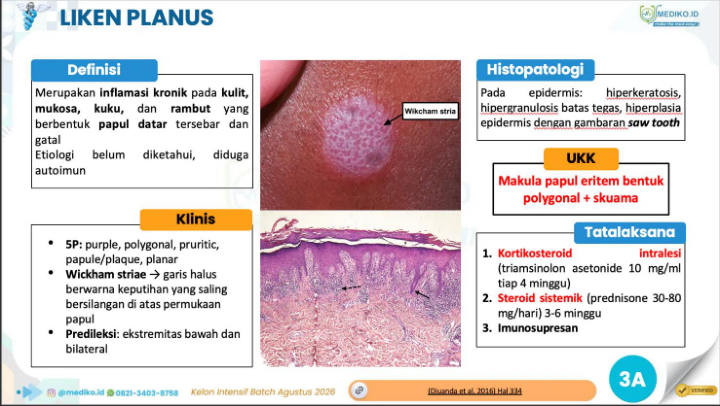 LIKEN PLANUS
MEDIKO.ID
Definisi
Merupakan inflamasi kronik pada kulit,
mukosa, kuku, dan rambut yang
berbentuk papul datar tersebar dan
gatal
Etiologi belum diketahui, diduga
autoimun
Klinis
• 5P: purple, polygonal, pruritic,
papule/plaque, planar
• Wickham striae → garis halus
berwarna keputihan yang saling
bersilangan di atas permukaan
papul
• Predileksi: ekstremitas bawah dan
bilateral
Wikcham stria
Histopatologi
Pada epidermis: hiperkeratosis,
hipergranulosis batas tegas, hiperplasia
epidermis dengan gambaran saw tooth
UKK
Makula papul eritem bentuk
polygonal + skuama
Tatalaksana
1. Kortikosteroid intralesi
(triamsinolon asetonide 10 mg/ml
tiap 4 minggu)
2. Steroid sistemik (prednisone 30-80
mg/hari) 3-6 minggu
3. Imunosupresan
3A
@mediko.id 0821-3403-8758 Kelon Intensif Batch Agustus 2026
(Djuanda et al, 2016) Hal 334
VERIFIED